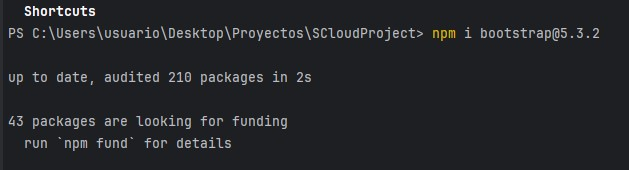 Shortcuts
PS C:\Users\usuario\Desktop\Proyectos\SCloudProject> npm i bootstrap@5.3.2
up to date, audited 210 packages in 2s
43 packages are looking for funding
run `npm fund` for details